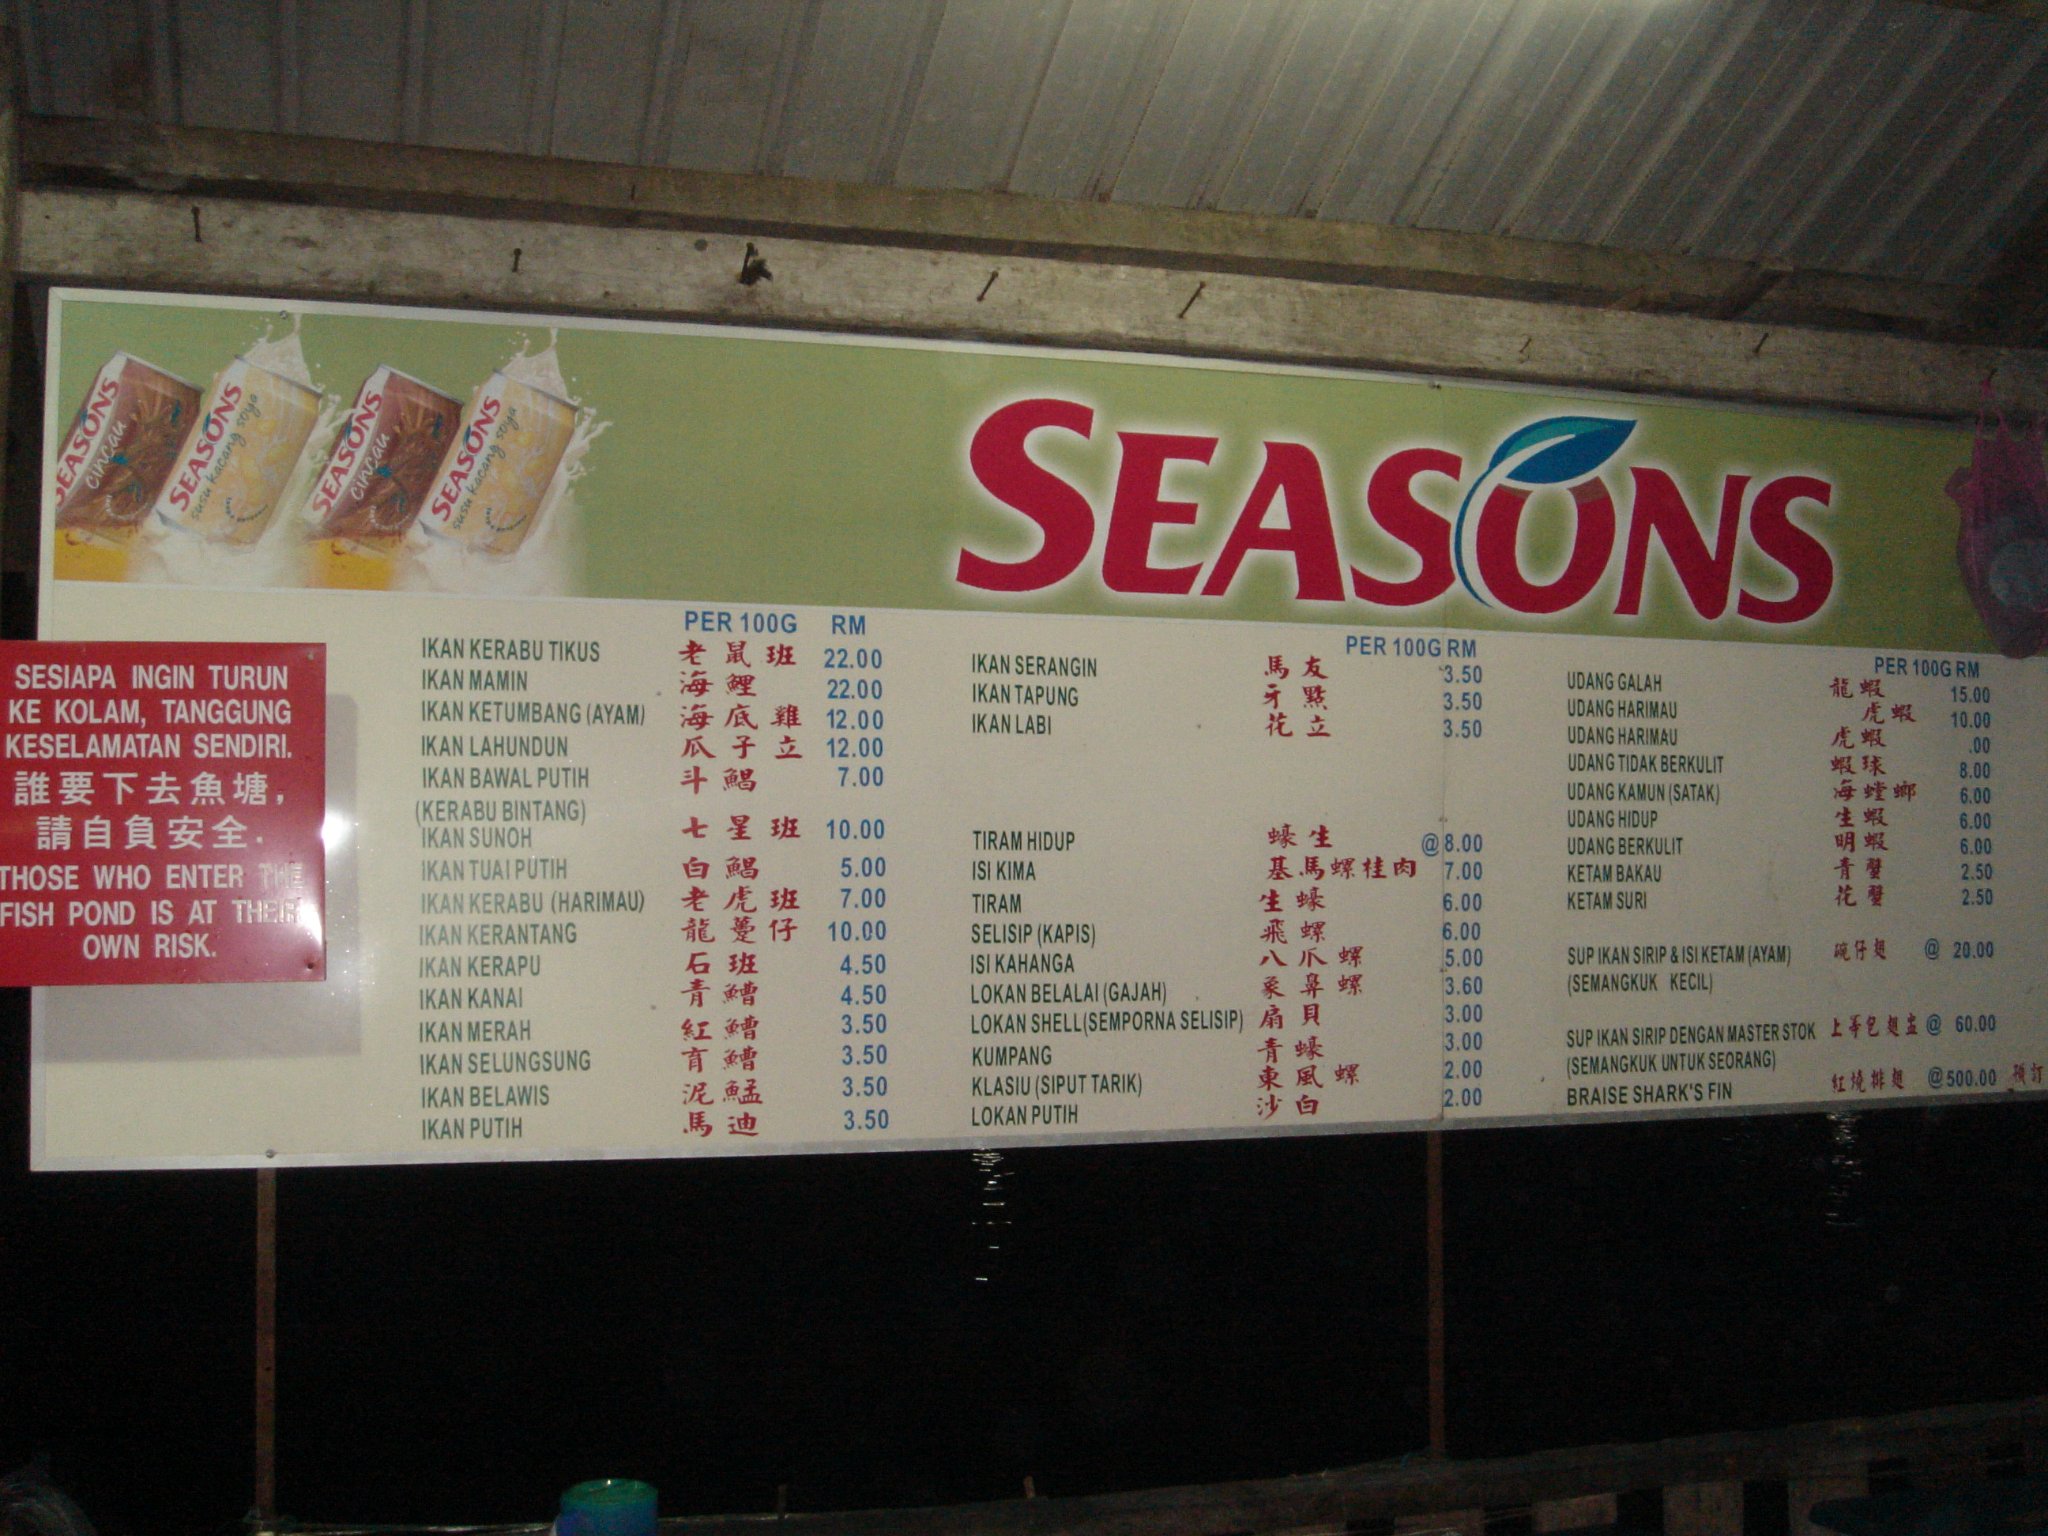 SEASONS
cincau
SEASONS
susu kacang soya
SEASONS
cincau
SEASONS
susu kacang soya
SEASONS
SESIAPA INGIN TURUN
KE KOLAM, TANGGUNG
KESELAMATAN SENDIRI.
誰要下去魚塘,
請自負安全.
THOSE WHO ENTER THE
FISH POND IS AT THEIR
OWN RISK.
PER 100G RM
IKAN KERABU TIKUS 老鼠班 22.00
IKAN MAMIN 海鯉 22.00
IKAN KETUMBANG (AYAM) 海底雞 12.00
IKAN LAHUNDUN 瓜子立 12.00
IKAN BAWAL PUTIH 斗鯧 7.00
(KERABU BINTANG)
IKAN SUNOH 七星班 10.00
IKAN TUAI PUTIH 白鯧 5.00
IKAN KERABU (HARIMAU) 老虎班 7.00
IKAN KERANTANG 龍躉仔 10.00
IKAN KERAPU 石班 4.50
IKAN KANAI 青鰽 4.50
IKAN MERAH 紅鰽 3.50
IKAN SELUNGSUNG 育鰽 3.50
IKAN BELAWIS 泥鯭 3.50
IKAN PUTIH 馬迪 3.50
PER 100G RM
IKAN SERANGIN 馬友 3.50
IKAN TAPUNG 牙點 3.50
IKAN LABI 花立 3.50
TIRAM HIDUP 蠔生 @8.00
ISI KIMA 基馬螺桂肉 7.00
TIRAM 生蠔 6.00
SELISIP (KAPIS) 飛螺 6.00
ISI KAHANGA 八爪螺 5.00
LOKAN BELALAI (GAJAH) 象鼻螺 3.60
LOKAN SHELL(SEMPORNA SELISIP) 扇貝 3.00
KUMPANG 青蠔 3.00
KLASIU (SIPUT TARIK) 東風螺 2.00
LOKAN PUTIH 沙白 2.00
PER 100G RM
UDANG GALAH 龍蝦 15.00
UDANG HARIMAU 虎蝦 10.00
UDANG HARIMAU 虎蝦 .00
UDANG TIDAK BERKULIT 蝦球 8.00
UDANG KAMUN (SATAK) 海螳螂 6.00
UDANG HIDUP 生蝦 6.00
UDANG BERKULIT 明蝦 6.00
KETAM BAKAU 青蟹 2.50
KETAM SURI 花蟹 2.50
SUP IKAN SIRIP & ISI KETAM (AYAM) 碗仔翅 @ 20.00
(SEMANGKUK KECIL)
SUP IKAN SIRIP DENGAN MASTER STOK 上等包翅盅 @ 60.00
(SEMANGKUK UNTUK SEORANG)
BRAISE SHARK'S FIN 紅燒排翅 @500.00 預訂